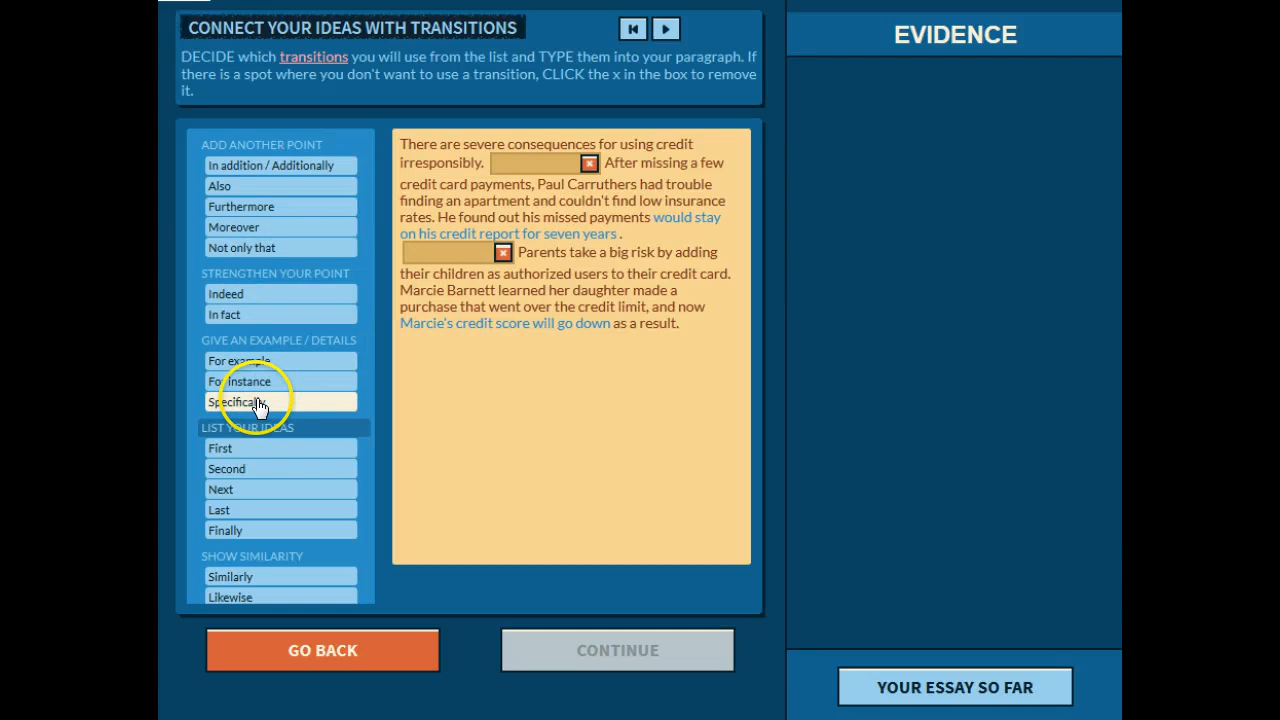 CONNECT YOUR IDEAS WITH TRANSITIONS
DECIDE which transitions you will use from the list and TYPE them into your paragraph. If
there is a spot where you don't want to use a transition, CLICK the x in the box to remove
it.
ADD ANOTHER POINT
In addition / Additionally
Also
Furthermore
Moreover
Not only that
STRENGTHEN YOUR POINT
Indeed
In fact
GIVE AN EXAMPLE / DETAILS
For example
For instance
Specifically
LIST YOUR IDEAS
First
Second
Next
Last
Finally
SHOW SIMILARITY
Similarly
Likewise
There are severe consequences for using credit
irresponsibly. x After missing a few
credit card payments, Paul Carruthers had trouble
finding an apartment and couldn't find low insurance
rates. He found out his missed payments would stay
on his credit report for seven years .
x Parents take a big risk by adding
their children as authorized users to their credit card.
Marcie Barnett learned her daughter made a
purchase that went over the credit limit, and now
Marcie's credit score will go down as a result.
GO BACK
CONTINUE
EVIDENCE
YOUR ESSAY SO FAR